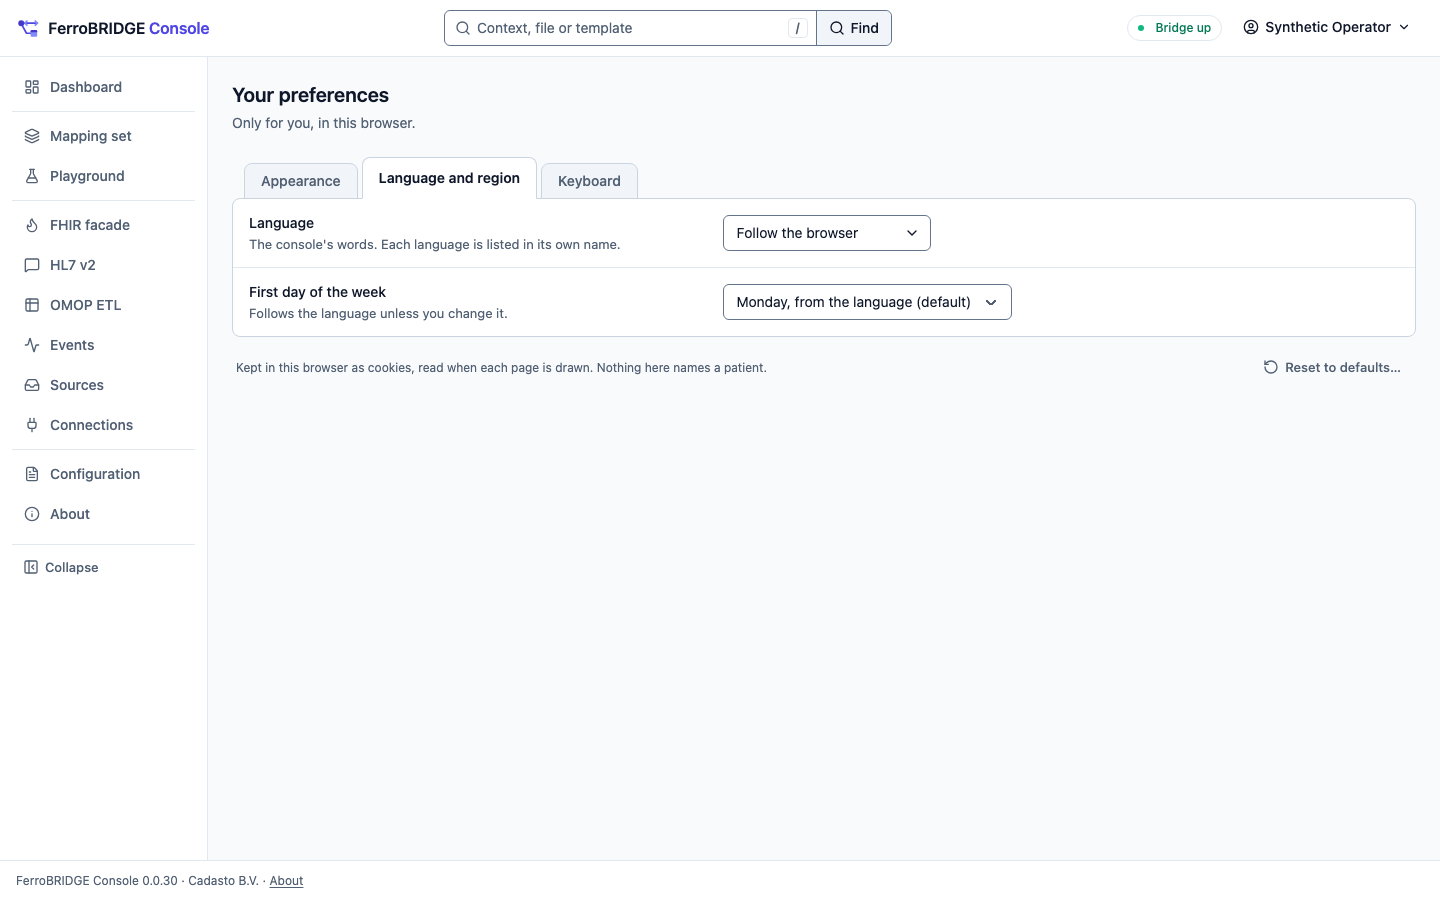 FerroBRIDGE Console
Context, file or template
/
Find
Bridge up
Synthetic Operator
Dashboard
Mapping set
Playground
FHIR facade
HL7 v2
OMOP ETL
Events
Sources
Connections
Configuration
About
Collapse
Your preferences
Only for you, in this browser.
Appearance
Language and region
Keyboard
Language
The console's words. Each language is listed in its own name.
Follow the browser
First day of the week
Follows the language unless you change it.
Monday, from the language (default)
Kept in this browser as cookies, read when each page is drawn. Nothing here names a patient.
Reset to defaults...
FerroBRIDGE Console 0.0.30 · Cadasto B.V. · About